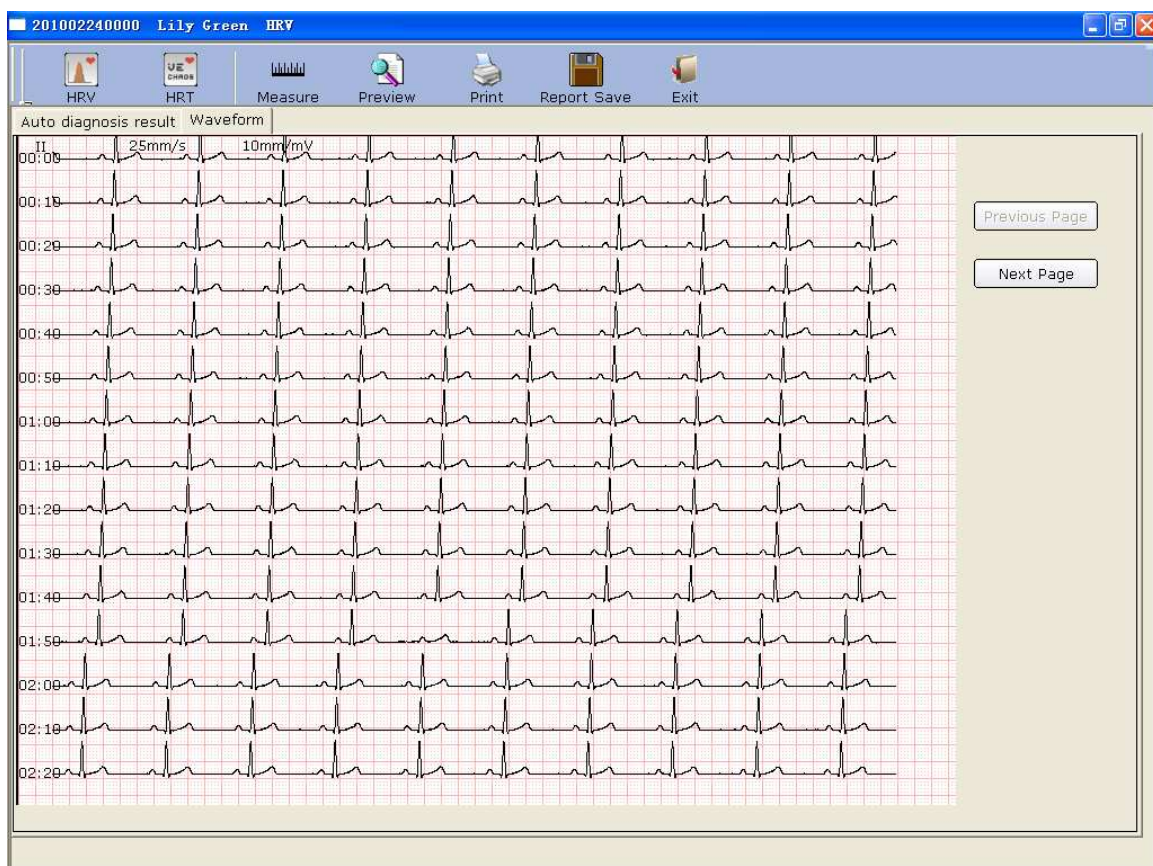 201002240000 Lily Green HRV
HRV HRT Measure Preview Print Report Save Exit
VE
CHAOS
Auto diagnosis result Waveform
II 25mm/s 10mm/mV
00:00
00:10
00:20
00:30
00:40
00:50
01:00
01:10
01:20
01:30
01:40
01:50
02:00
02:10
02:20
Previous Page
Next Page